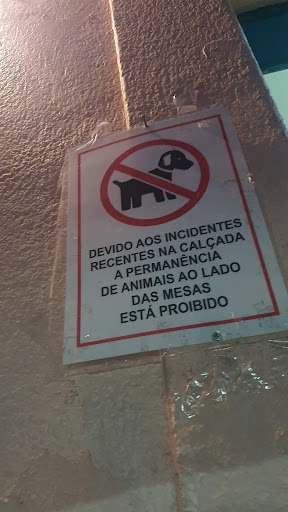 DEVIDO AOS INCIDENTES
RECENTES NA CALÇADA
A PERMANÊNCIA
DE ANIMAIS AO LADO
DAS MESAS
ESTÁ PROIBIDO